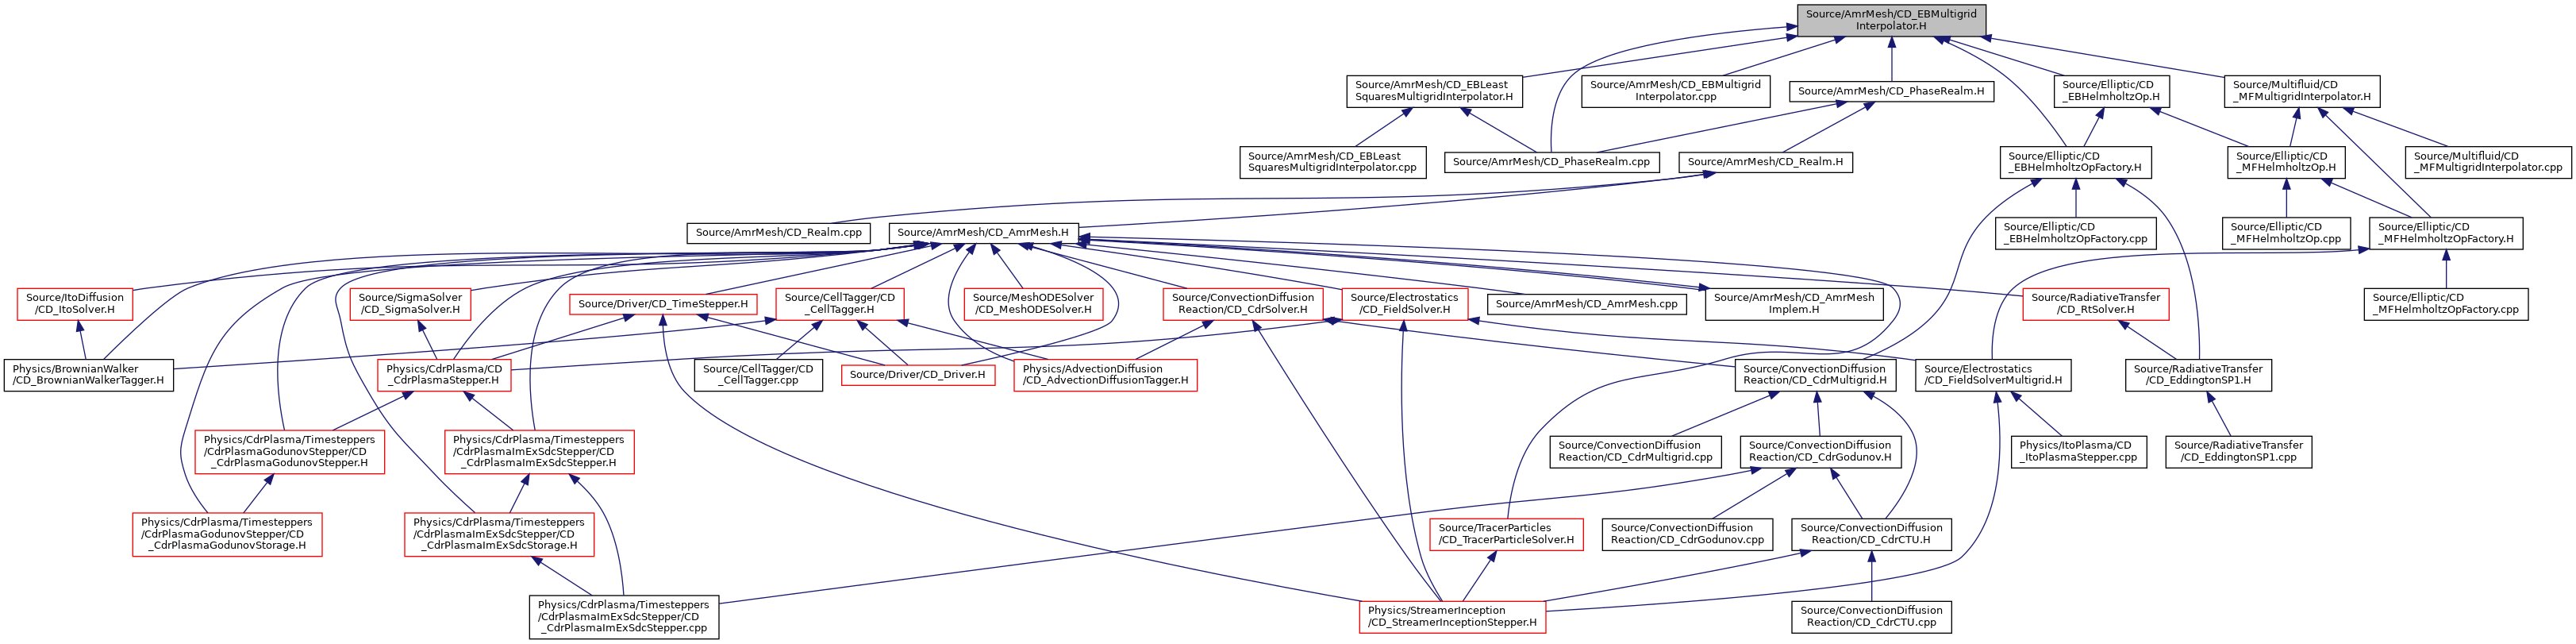 Source/AmrMesh/CD_EBMultigrid
Interpolator.H
Source/AmrMesh/CD_EBLeast
SquaresMultigridInterpolator.H
Source/AmrMesh/CD_EBMultigrid
Interpolator.cpp
Source/AmrMesh/CD_PhaseRealm.H
Source/Elliptic/CD
_EBHelmholtzOp.H
Source/Multifluid/CD
_MFMultigridInterpolator.H
Source/AmrMesh/CD_EBLeast
SquaresMultigridInterpolator.cpp
Source/AmrMesh/CD_PhaseRealm.cpp
Source/AmrMesh/CD_Realm.H
Source/Elliptic/CD
_EBHelmholtzOpFactory.H
Source/Elliptic/CD
_MFHelmholtzOp.H
Source/Multifluid/CD
_MFMultigridInterpolator.cpp
Source/AmrMesh/CD_Realm.cpp
Source/AmrMesh/CD_AmrMesh.H
Source/Elliptic/CD
_EBHelmholtzOpFactory.cpp
Source/Elliptic/CD
_MFHelmholtzOp.cpp
Source/Elliptic/CD
_MFHelmholtzOpFactory.H
Source/ItoDiffusion
/CD_ItoSolver.H
Source/SigmaSolver
/CD_SigmaSolver.H
Source/Driver/CD_TimeStepper.H
Source/CellTagger/CD
_CellTagger.H
Source/MeshODESolver
/CD_MeshODESolver.H
Source/ConvectionDiffusion
Reaction/CD_CdrSolver.H
Source/Electrostatics
/CD_FieldSolver.H
Source/AmrMesh/CD_AmrMesh.cpp
Source/AmrMesh/CD_AmrMesh
Implem.H
Source/RadiativeTransfer
/CD_RtSolver.H
Source/Elliptic/CD
_MFHelmholtzOpFactory.cpp
Physics/BrownianWalker
/CD_BrownianWalkerTagger.H
Physics/CdrPlasma/CD
_CdrPlasmaStepper.H
Source/CellTagger/CD
_CellTagger.cpp
Source/Driver/CD_Driver.H
Physics/AdvectionDiffusion
/CD_AdvectionDiffusionTagger.H
Source/ConvectionDiffusion
Reaction/CD_CdrMultigrid.H
Source/Electrostatics
/CD_FieldSolverMultigrid.H
Source/RadiativeTransfer
/CD_EddingtonSP1.H
Physics/CdrPlasma/Timesteppers
/CdrPlasmaGodunovStepper/CD
_CdrPlasmaGodunovStepper.H
Physics/CdrPlasma/Timesteppers
/CdrPlasmaImExSdcStepper/CD
_CdrPlasmaImExSdcStepper.H
Source/ConvectionDiffusion
Reaction/CD_CdrMultigrid.cpp
Source/ConvectionDiffusion
Reaction/CD_CdrGodunov.H
Physics/ItoPlasma/CD
_ItoPlasmaStepper.cpp
Source/RadiativeTransfer
/CD_EddingtonSP1.cpp
Physics/CdrPlasma/Timesteppers
/CdrPlasmaGodunovStepper/CD
_CdrPlasmaGodunovStorage.H
Physics/CdrPlasma/Timesteppers
/CdrPlasmaImExSdcStepper/CD
_CdrPlasmaImExSdcStorage.H
Source/TracerParticles
/CD_TracerParticleSolver.H
Source/ConvectionDiffusion
Reaction/CD_CdrGodunov.cpp
Source/ConvectionDiffusion
Reaction/CD_CdrCTU.H
Physics/CdrPlasma/Timesteppers
/CdrPlasmaImExSdcStepper/CD
_CdrPlasmaImExSdcStepper.cpp
Physics/StreamerInception
/CD_StreamerInceptionStepper.H
Source/ConvectionDiffusion
Reaction/CD_CdrCTU.cpp